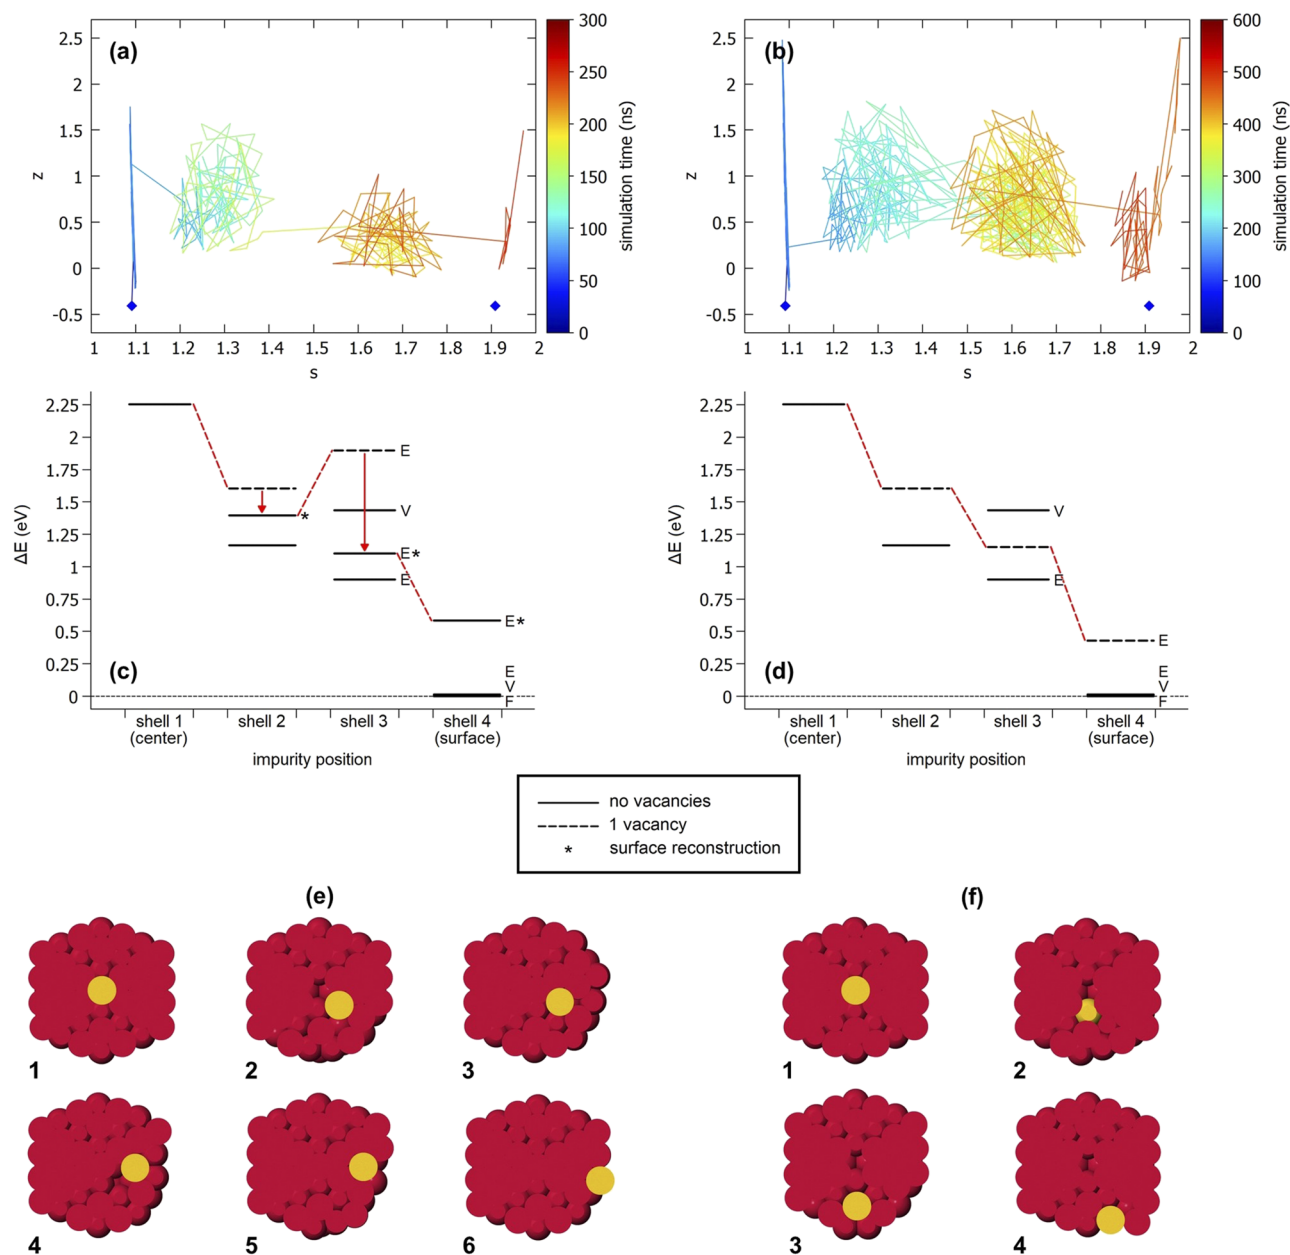 (a)
2.5
2
1.5
1
0.5
0
-0.5
z
1 1.1 1.2 1.3 1.4 1.5 1.6 1.7 1.8 1.9 2
s
300
250
200
150
100
50
0
simulation time (ns)
(b)
2.5
2
1.5
1
0.5
0
-0.5
z
1 1.1 1.2 1.3 1.4 1.5 1.6 1.7 1.8 1.9 2
s
600
500
400
300
200
100
0
simulation time (ns)
2.25
2
1.75
1.5
1.25
1
0.75
0.5
0.25
0
ΔE (eV)
*
E
V
E*
E
E*
E
V
F
(c)
shell 1 shell 2 shell 3 shell 4
(center) (surface)
impurity position
2.25
2
1.75
1.5
1.25
1
0.75
0.5
0.25
0
ΔE (eV)
V
E
E
E
V
F
(d)
shell 1 shell 2 shell 3 shell 4
(center) (surface)
impurity position
no vacancies
1 vacancy
* surface reconstruction
(e)
1 2 3
4 5 6
(f)
1 2
3 4